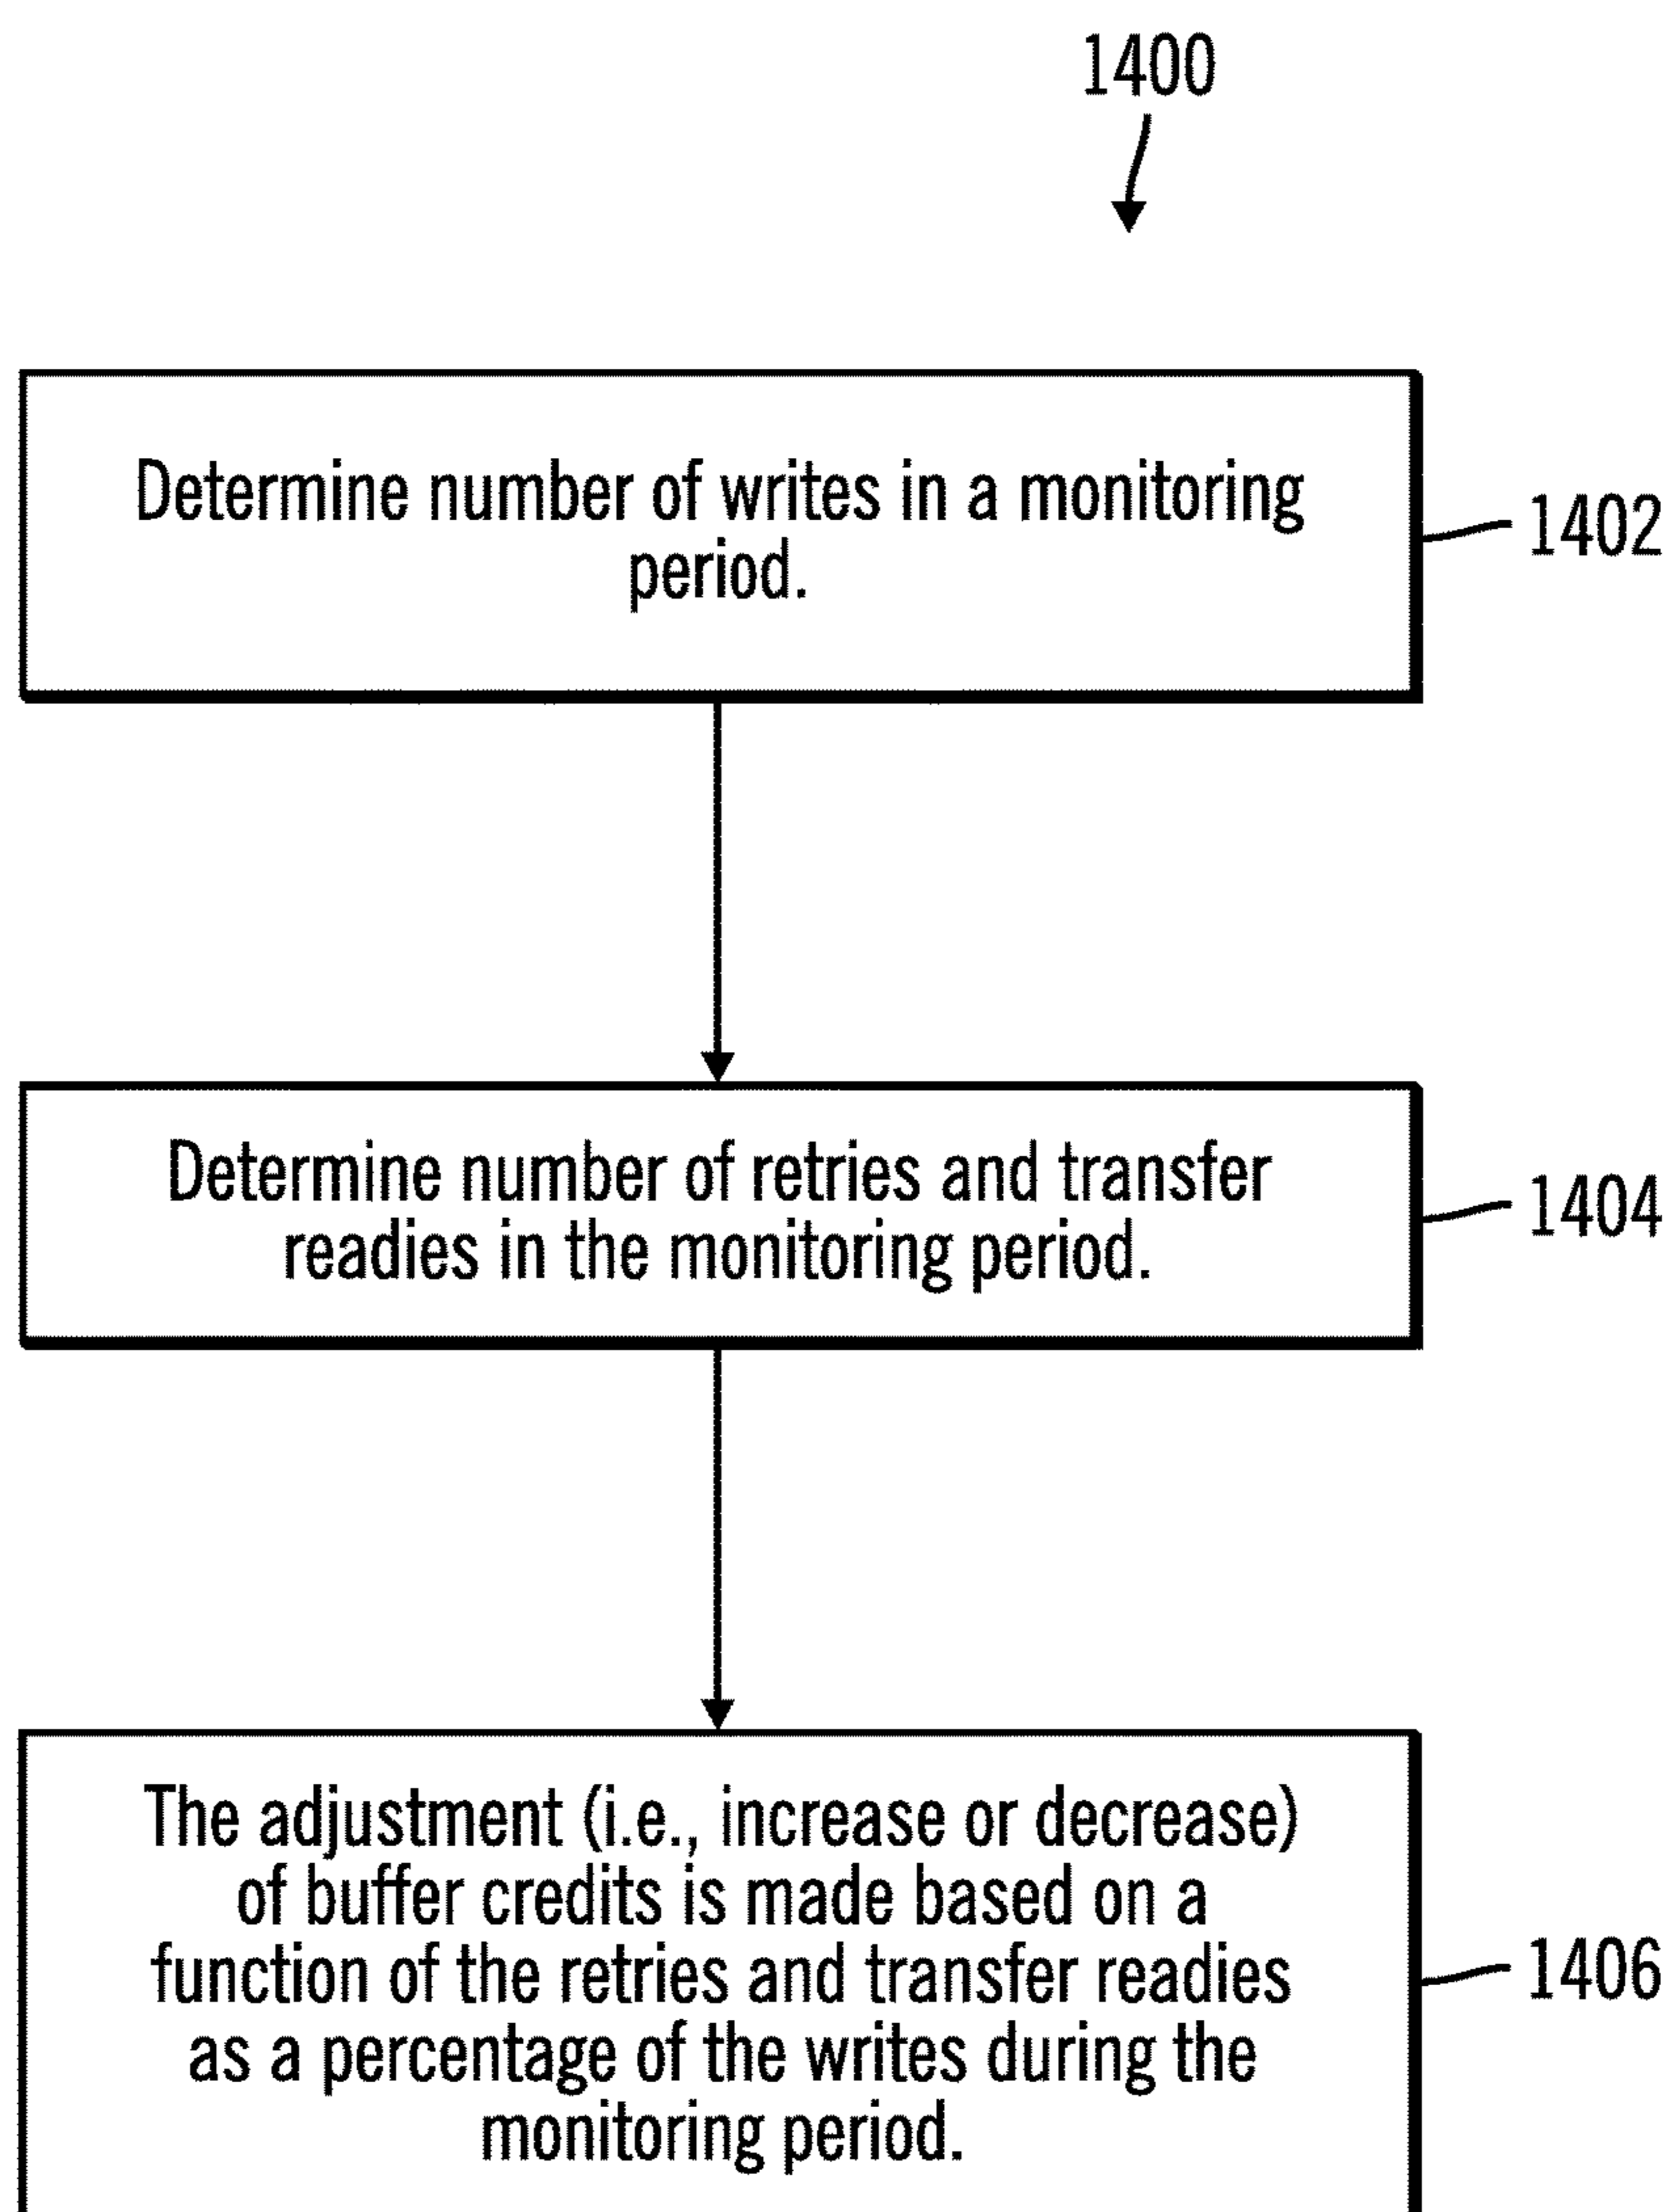 1400
Determine number of writes in a monitoring
period.
1402
Determine number of retries and transfer
readies in the monitoring period.
1404
The adjustment (i.e., increase or decrease)
of buffer credits is made based on a
function of the retries and transfer readies
as a percentage of the writes during the
monitoring period.
1406